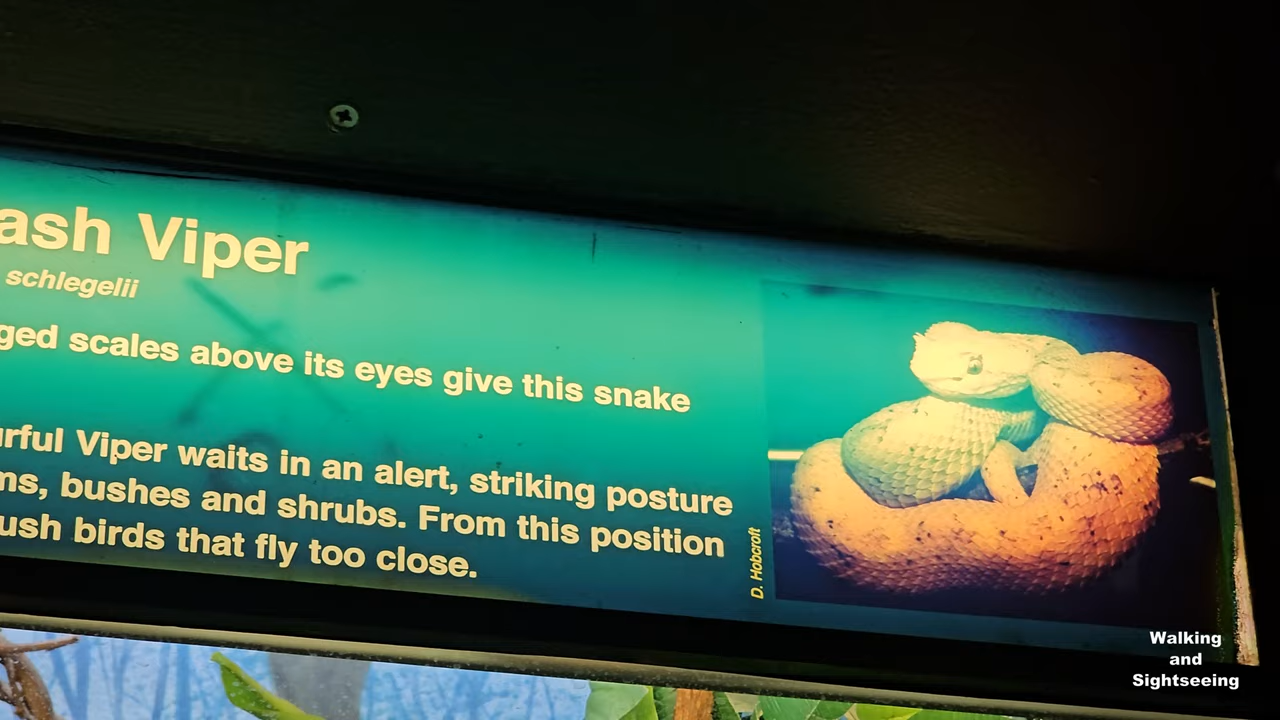 ash Viper
schlegelii
ged scales above its eyes give this snake
urful Viper waits in an alert, striking posture
ms, bushes and shrubs. From this position
ush birds that fly too close.
D. Hobcroft
Walking
and
Sightseeing